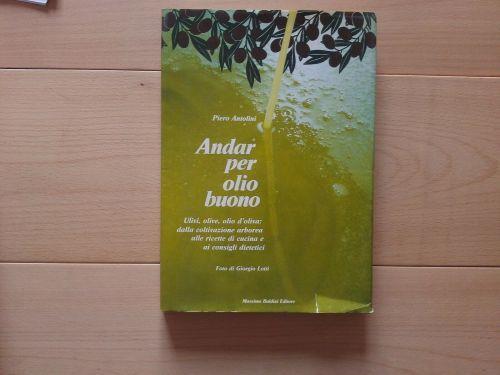 Piero Antolini
Andar
per
olio
buono
Ulivi, olive, olio d'oliva:
dalla coltivazione arborea
alle ricette di cucina e
ai consigli dietetici
Foto di Giorgio Lotti
Massimo Baldini Editore